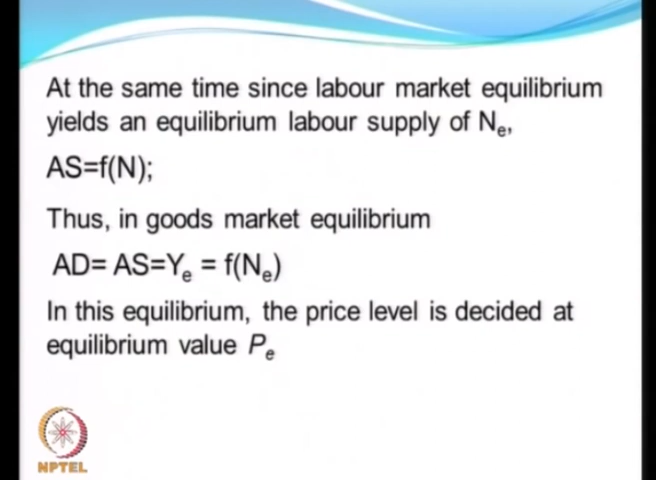 At the same time since labour market equilibrium
yields an equilibrium labour supply of Nₑ,
AS=f(N);
Thus, in goods market equilibrium
AD= AS=Yₑ = f(Nₑ)
In this equilibrium, the price level is decided at
equilibrium value Pₑ
NPTEL